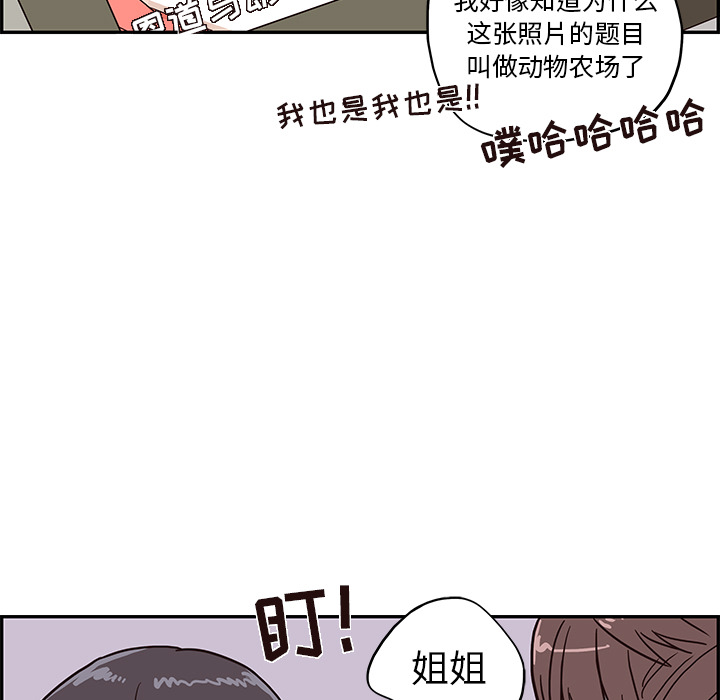 我好像知道为什么
这张照片的题目
叫做动物农场了
我也是我也是!!
噗哈哈哈哈
盯!
姐姐